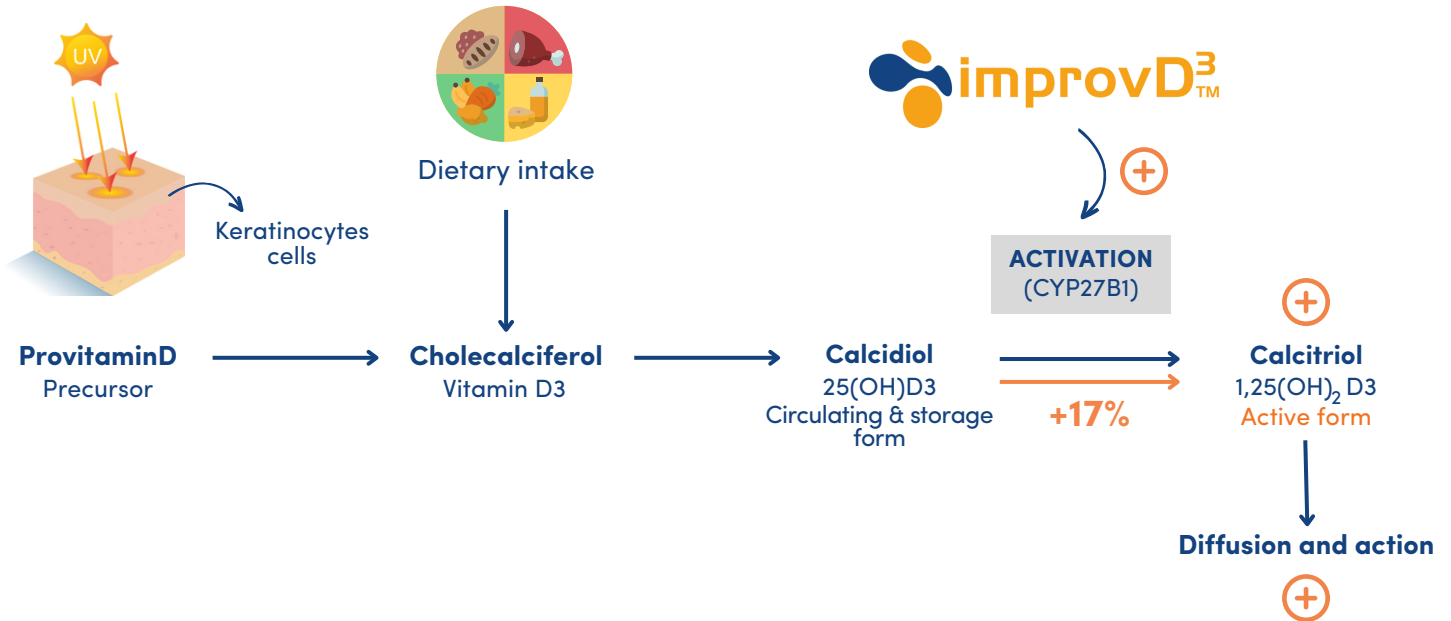 UV
Dietary intake
improvD3™
Keratinocytes
cells
ACTIVATION
(CYP27B1)
ProvitaminD
Precursor
Cholecalciferol
Vitamin D3
Calcidiol
25(OH)D3
Circulating & storage
form
+17%
Calcitriol
1,25(OH)2 D3
Active form
Diffusion and action